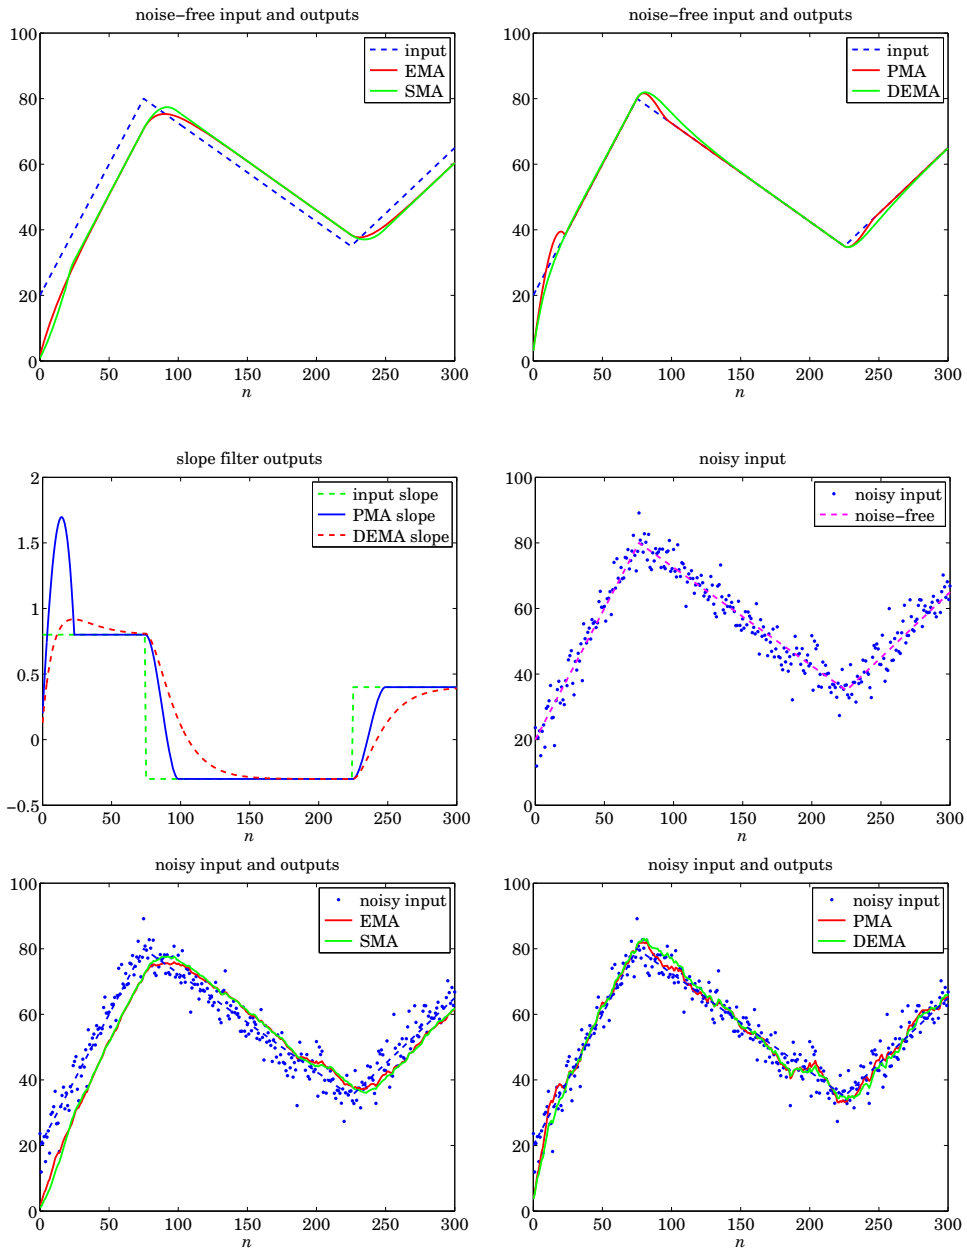 noise−free input and outputs
100
80
60
40
20
0
0 50 100 150 200 250 300
n
input
EMA
SMA
noise−free input and outputs
100
80
60
40
20
0
0 50 100 150 200 250 300
n
input
PMA
DEMA
slope filter outputs
2
1.5
1
0.5
0
−0.5
0 50 100 150 200 250 300
n
input slope
PMA slope
DEMA slope
noisy input
100
80
60
40
20
0
0 50 100 150 200 250 300
n
noisy input
noise−free
noisy input and outputs
100
80
60
40
20
0
0 50 100 150 200 250 300
n
noisy input
EMA
SMA
noisy input and outputs
100
80
60
40
20
0
0 50 100 150 200 250 300
n
noisy input
PMA
DEMA